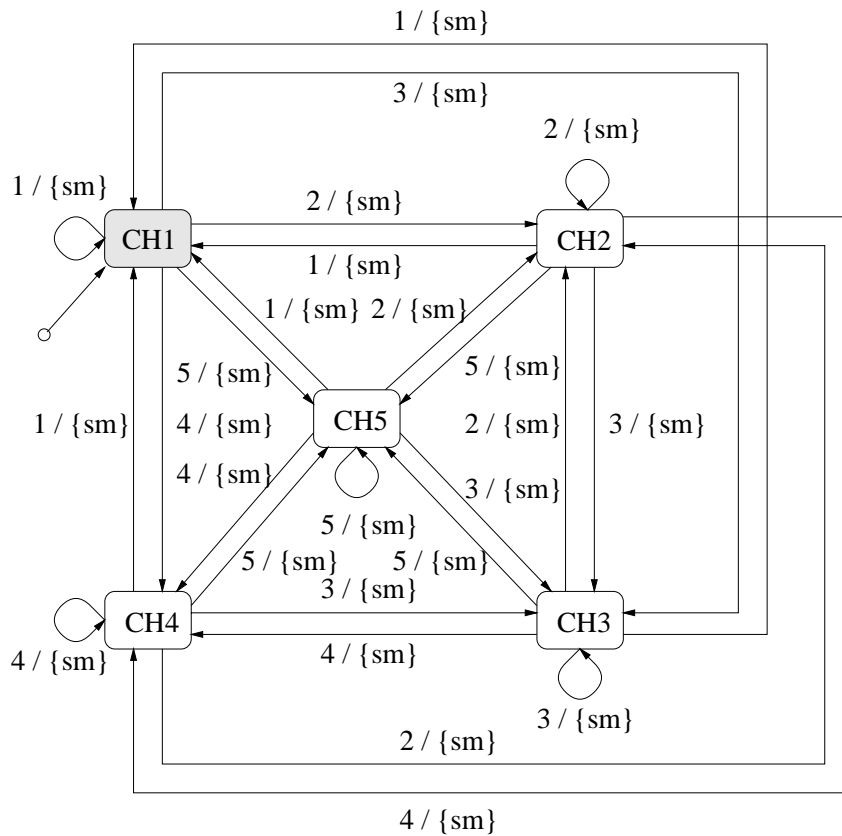 1 / {sm}
3 / {sm}
2 / {sm}
1 / {sm}
2 / {sm}
CH1
CH2
1 / {sm}
1 / {sm}
2 / {sm}
5 / {sm}
5 / {sm}
1 / {sm}
4 / {sm}
CH5
2 / {sm}
3 / {sm}
4 / {sm}
3 / {sm}
5 / {sm}
5 / {sm}
5 / {sm}
3 / {sm}
CH4
CH3
4 / {sm}
4 / {sm}
3 / {sm}
2 / {sm}
4 / {sm}